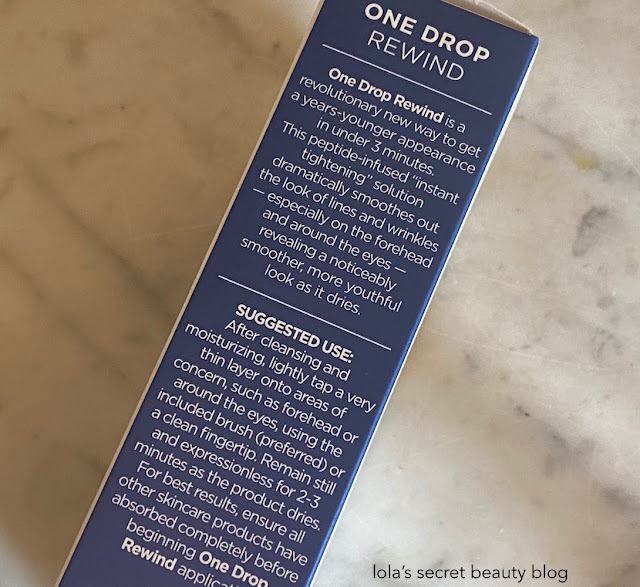 ONE DROP
REWIND
One Drop Rewind is a
revolutionary new way to get
a years-younger appearance
in under 3 minutes.
This peptide-infused "instant
tightening" solution
dramatically smoothes out
the look of lines and wrinkles
— especially on the forehead
and around the eyes —
revealing a noticeably
smoother, more youthful
look as it dries.
SUGGESTED USE:
After cleansing and
moisturizing, lightly tap a very
thin layer onto areas of
concern, such as forehead or
around the eyes, using the
included brush (preferred) or
a clean fingertip. Remain still
and expressionless for 2-3
minutes as the product dries.
For best results, ensure all
other skincare products have
absorbed completely before
beginning One Drop
Rewind
lola's secret beauty blog